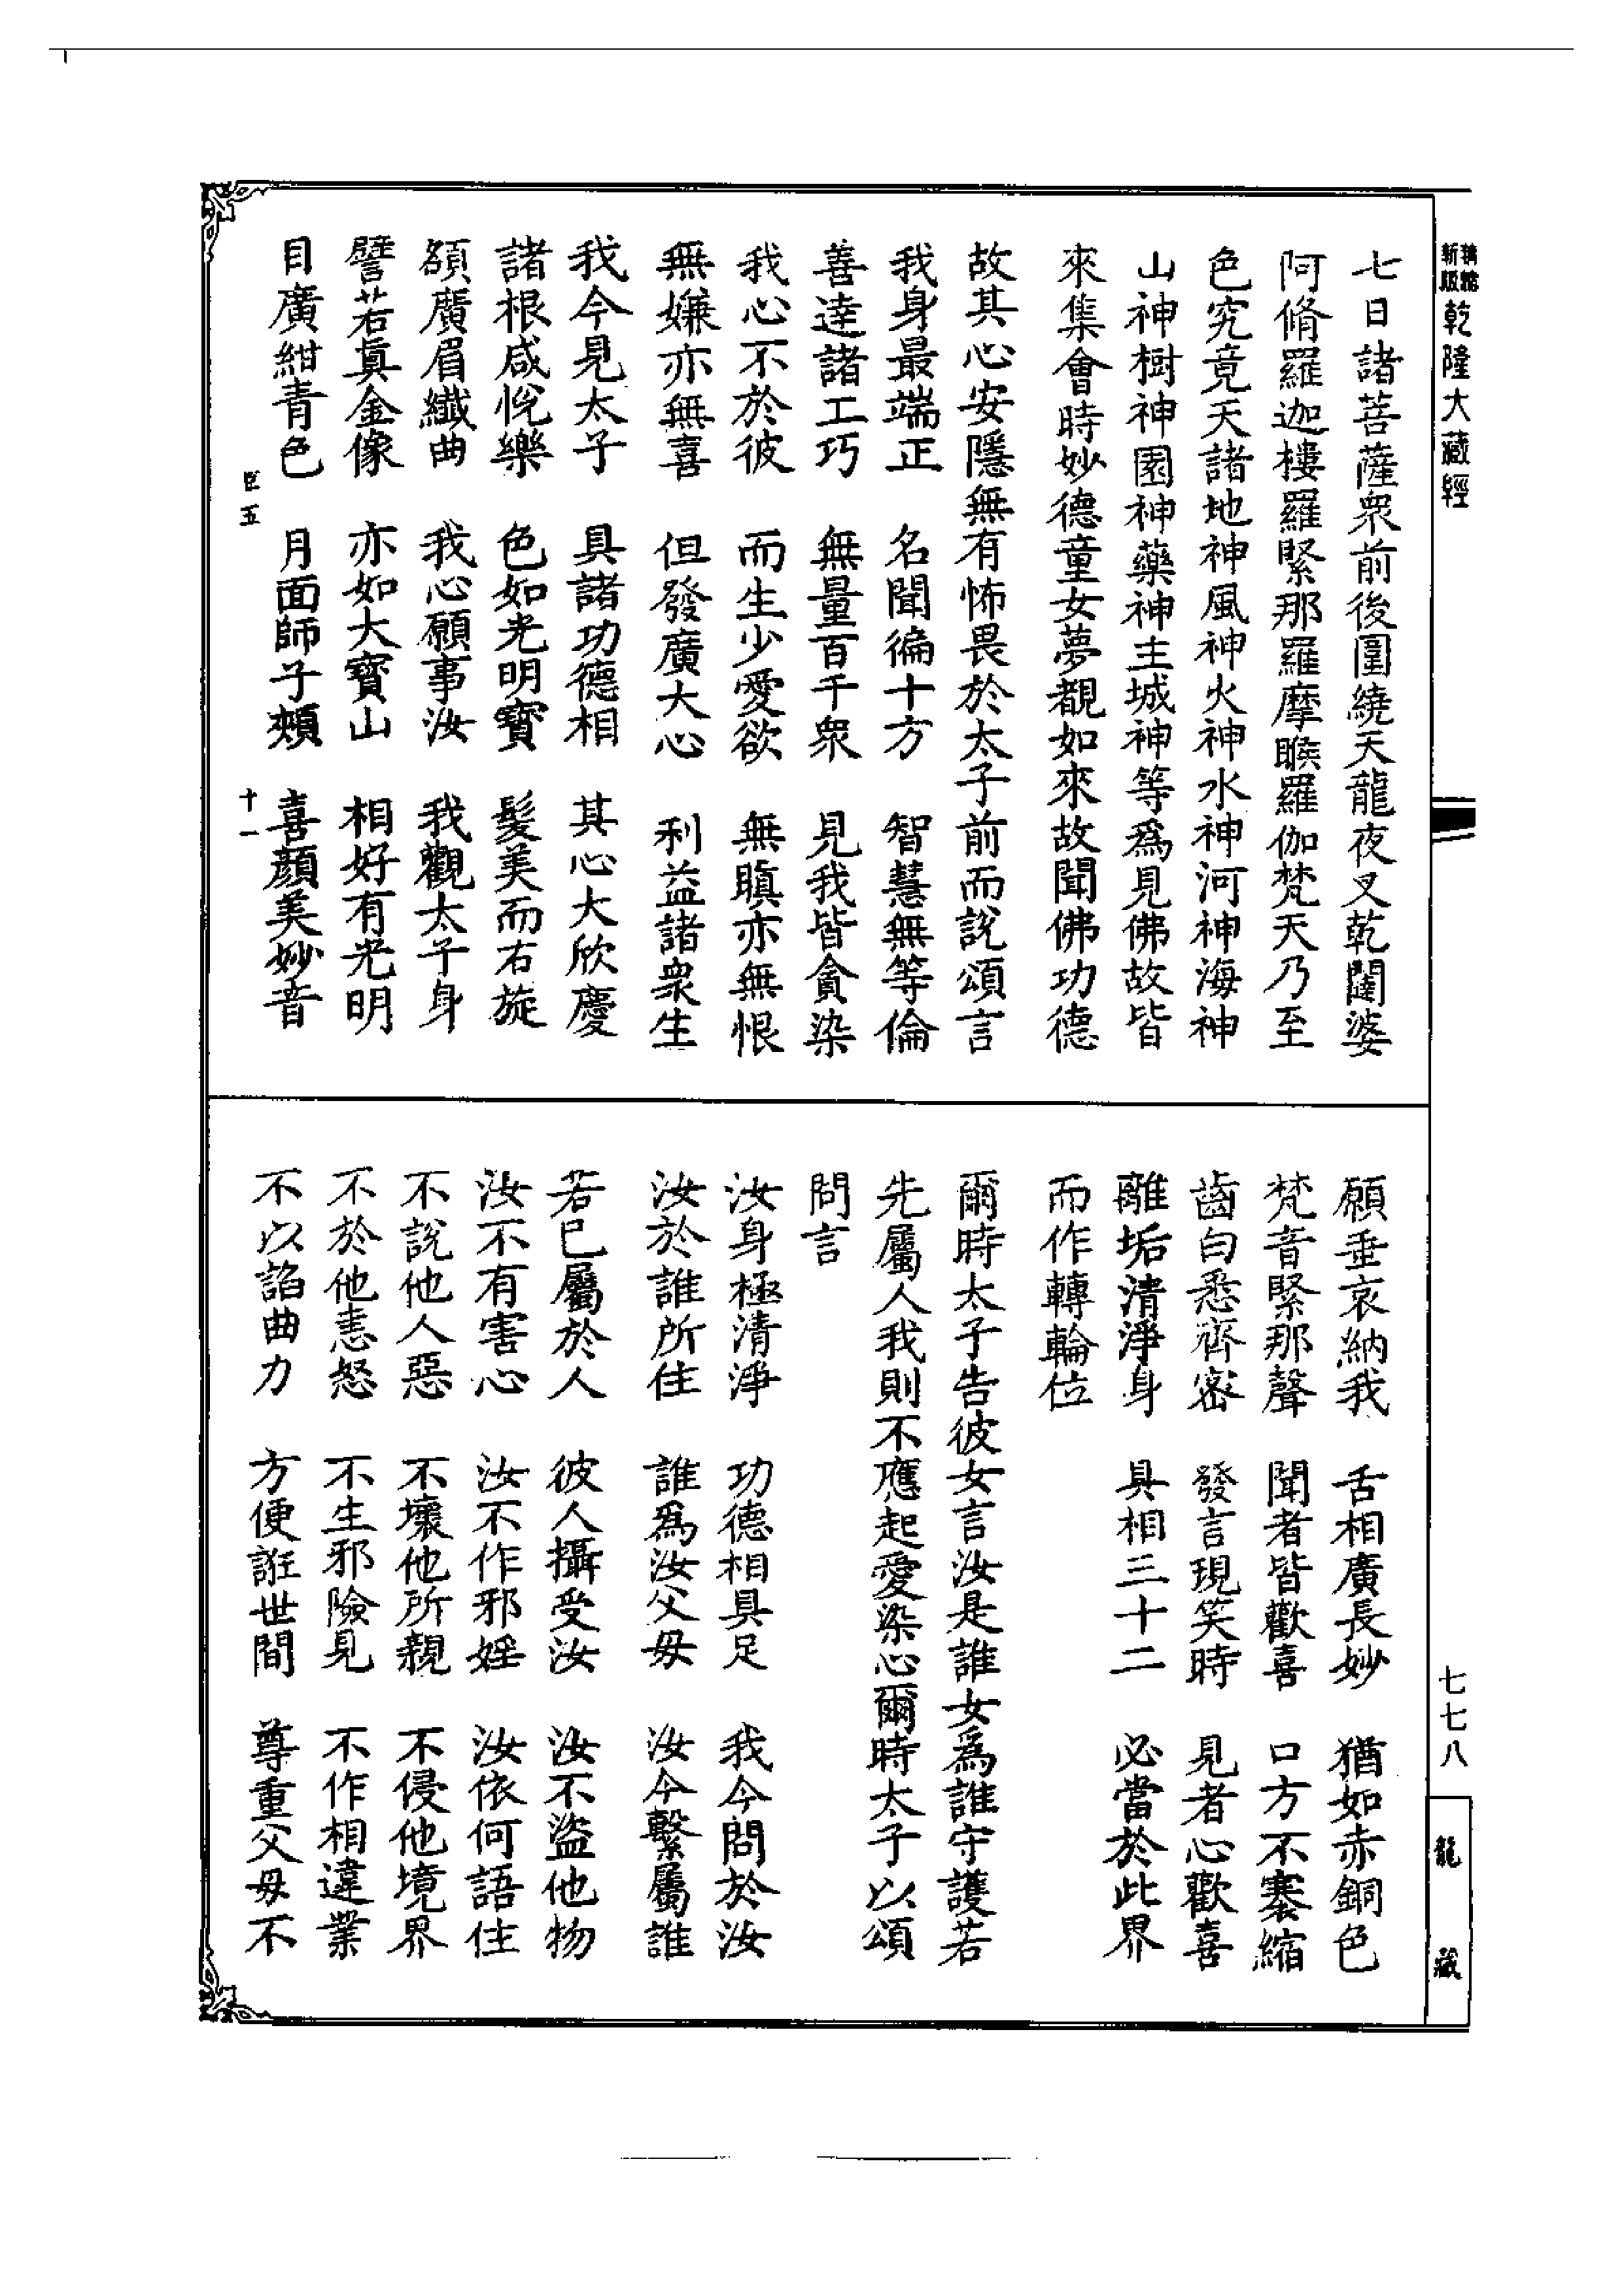 乾隆大藏經
七日諸菩薩衆前後圍繞天龍夜叉乾闥婆
阿脩羅迦樓羅緊那羅摩睺羅伽梵天乃至
色究竟天諸地神風神火神水神河神海神
山神樹神園神藥神主城神等爲見佛故皆
來集會時妙德童女夢覩如來故聞佛功德
故其心安隱無有怖畏於太子前而說頌言
我身最端正　名聞徧十方　智慧無等倫
善達諸工巧　無量百千衆　見我皆貪染
我心不於彼　而生少愛欲　無瞋亦無恨
無嫌亦無喜　但發廣大心　利益諸衆生
我今見太子　具諸功德相　其心大欣慶
諸根咸悅樂　色如光明寶　髮美而右旋
額廣眉纖曲　我心願事汝　我觀太子身
譬若眞金像　亦如大寶山　相好有光明
目廣紺青色　月面師子頰　喜顏美妙音
臣五　十一
願垂哀納我　舌相廣長妙　猶如赤銅色
梵音緊那聲　聞者皆歡喜　口方不褰縮
齒白悉齊密　發言現笑時　見者心歡喜
離垢清淨身　具相三十二　必當於此界
而作轉輪位
爾時太子告彼女言汝是誰女爲誰守護若
先屬人我則不應起愛染心爾時太子以頌
問言
汝身極清淨　功德相具足　我今問於汝
汝於誰所住　誰爲汝父母　汝今繫屬誰
若已屬於人　彼人攝受汝　汝不盜他物
汝不有害心　汝不作邪婬　汝依何語住
不說他人惡　不壞他所親　不侵他境界
不於他恚怒　不生邪險見　不作相違業
不以諂曲力　方便誑世間　尊重父母不
七七八
龍藏